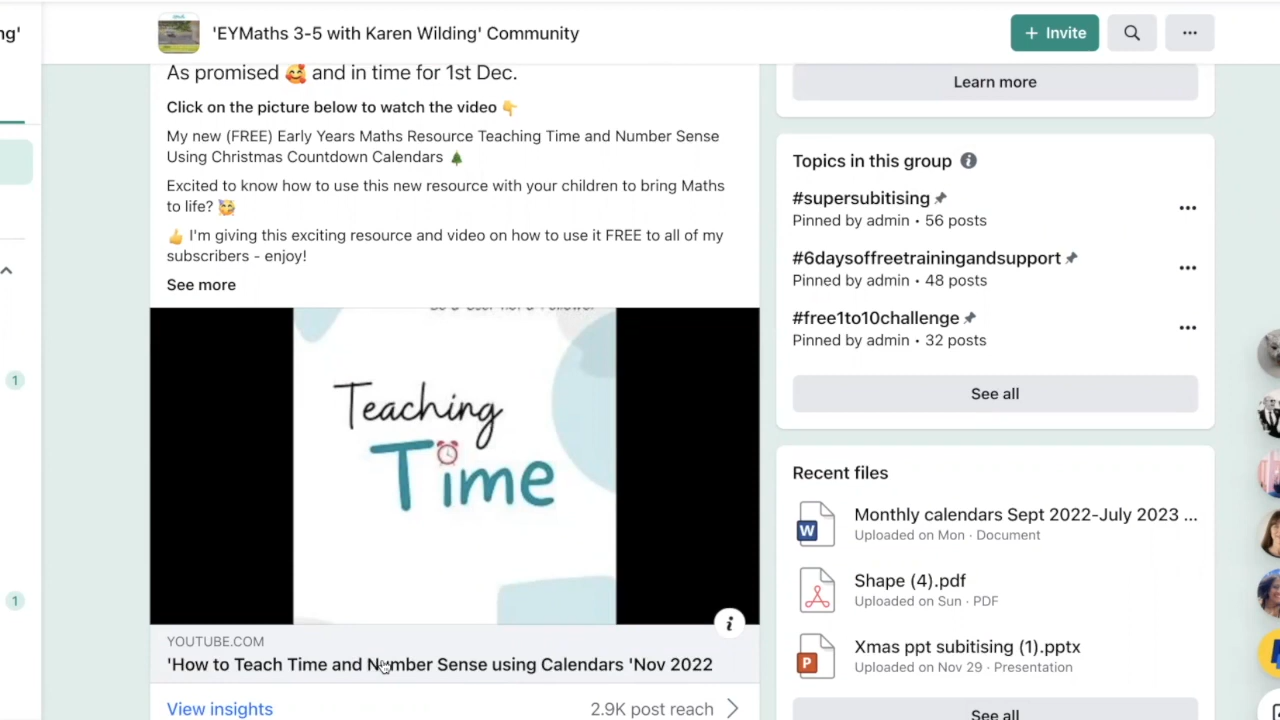 ng'
'EYMaths 3-5 with Karen Wilding' Community
+ Invite
As promised 🥰 and in time for 1st Dec.
Click on the picture below to watch the video 👇
My new (FREE) Early Years Maths Resource Teaching Time and Number Sense
Using Christmas Countdown Calendars 🎄
Excited to know how to use this new resource with your children to bring Maths
to life? 🥳
👍 I'm giving this exciting resource and video on how to use it FREE to all of my
subscribers - enjoy!
See more
Teaching
Time
YOUTUBE.COM
'How to Teach Time and Number Sense using Calendars 'Nov 2022
View insights
2.9K post reach
Learn more
Topics in this group
#supersubitising
Pinned by admin • 56 posts
#6daysoffreetrainingandsupport
Pinned by admin • 48 posts
#free1to10challenge
Pinned by admin • 32 posts
See all
Recent files
Monthly calendars Sept 2022-July 2023 ...
Uploaded on Mon · Document
Shape (4).pdf
Uploaded on Sun · PDF
Xmas ppt subitising (1).pptx
Uploaded on Nov 29 · Presentation
See all
1
1
W
P